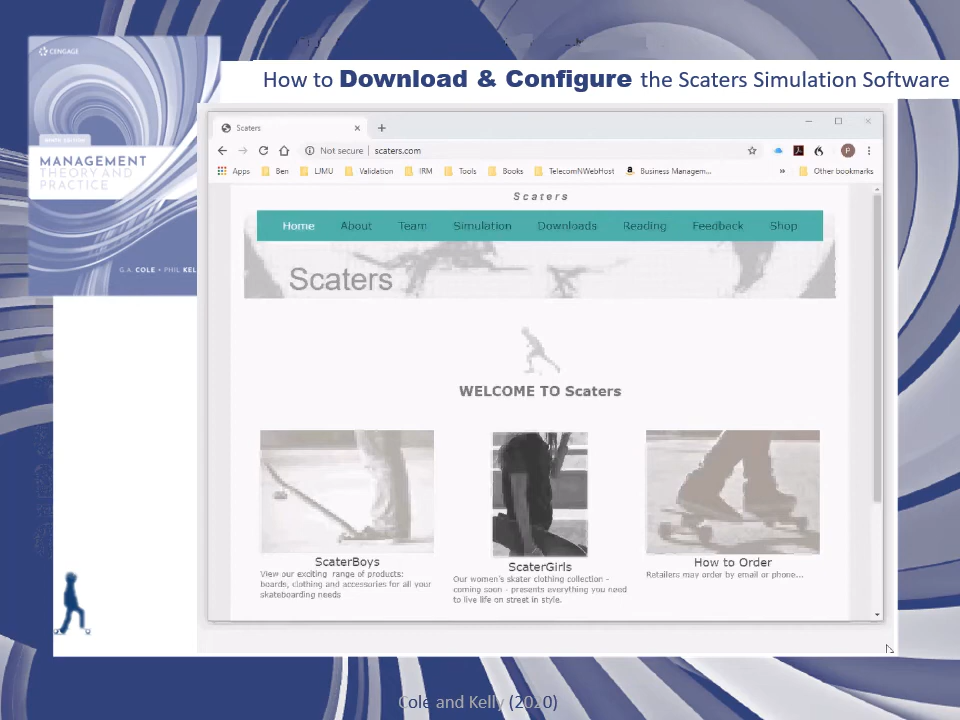 CENGAGE
How to Download & Configure the Scaters Simulation Software
MANAGEMENT
THEORY AND
PRACTICE
G.A. COLE • PHIL KEL
Scaters
Not secure | scaters.com
Apps Ben LJMU Validation IRM Tools Books TelecomNWebHost Business Managem... » Other bookmarks
Scaters
Home About Team Simulation Downloads Reading Feedback Shop
Scaters
WELCOME TO Scaters
ScaterBoys
View our exciting range of products:
boards, clothing and accessories for all your
skateboarding needs
ScaterGirls
Our women's skater clothing collection -
coming soon - presents everything you need
to live life on street in style.
How to Order
Retailers may order by email or phone...
Cole and Kelly (2020)